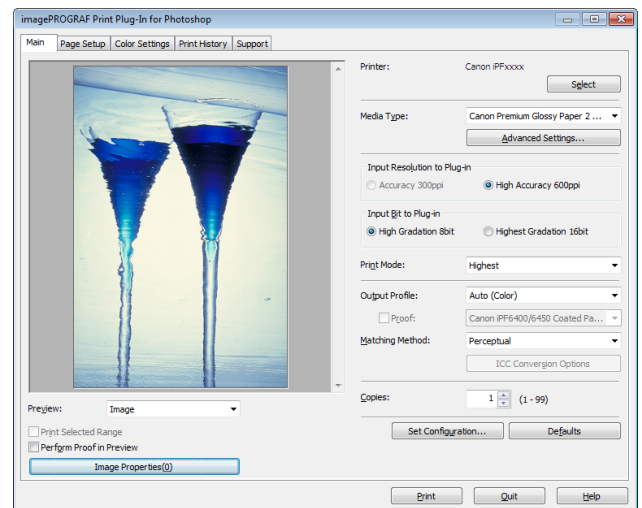 imagePROGRAF Print Plug-In for Photoshop
Main Page Setup Color Settings Print History Support
Printer: Canon iPFxxxx
Select
Media Type: Canon Premium Glossy Paper 2 ...
Advanced Settings...
Input Resolution to Plug-in
Accuracy 300ppi High Accuracy 600ppi
Input Bit to Plug-in
High Gradation 8bit Highest Gradation 16bit
Print Mode: Highest
Output Profile: Auto (Color)
Proof: Canon iPF6400/6450 Coated Pa...
Matching Method: Perceptual
ICC Conversion Options
Copies: 1 (1 - 99)
Preview: Image
Print Selected Range
Perform Proof in Preview
Image Properties(0)
Set Configuration... Defaults
Print Quit Help